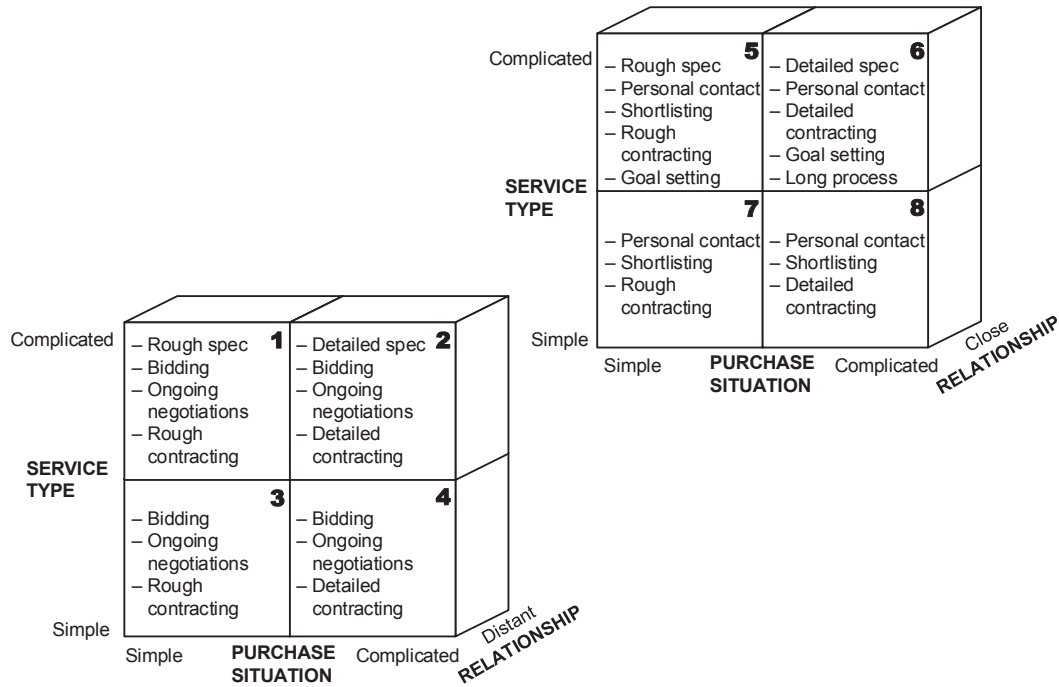 Complicated
5
– Rough spec
– Personal contact
– Shortlisting
– Rough
contracting
– Goal setting
6
– Detailed spec
– Personal contact
– Detailed
contracting
– Goal setting
– Long process
SERVICE
TYPE
7
– Personal contact
– Shortlisting
– Rough
contracting
8
– Personal contact
– Shortlisting
– Detailed
contracting
Simple
Simple
PURCHASE
SITUATION
Complicated
Close
RELATIONSHIP
Complicated
1
– Rough spec
– Bidding
– Ongoing
negotiations
– Rough
contracting
2
– Detailed spec
– Bidding
– Ongoing
negotiations
– Detailed
contracting
SERVICE
TYPE
3
– Bidding
– Ongoing
negotiations
– Rough
contracting
4
– Bidding
– Ongoing
negotiations
– Detailed
contracting
Simple
Simple
PURCHASE
SITUATION
Complicated
Distant
RELATIONSHIP